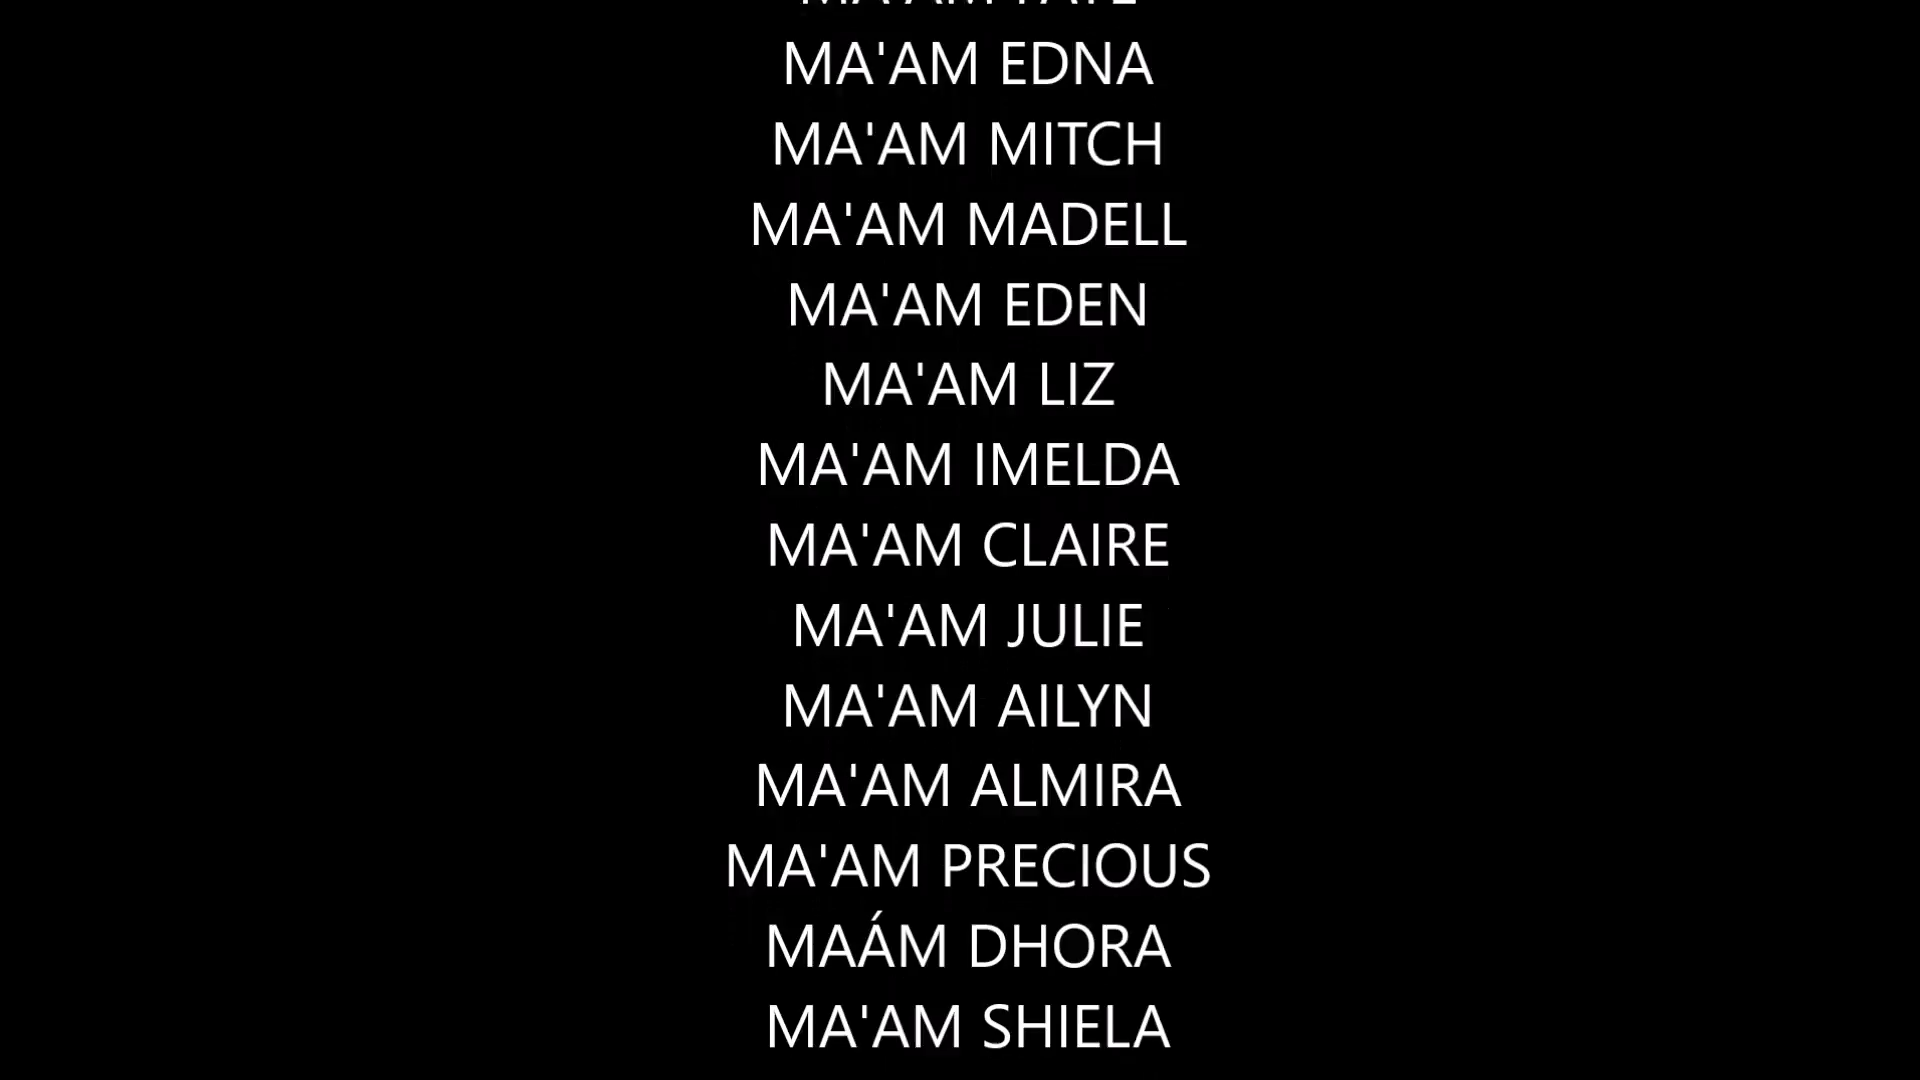 MA'AM EDNA
MA'AM MITCH
MA'AM MADELL
MA'AM EDEN
MA'AM LIZ
MA'AM IMELDA
MA'AM CLAIRE
MA'AM JULIE
MA'AM AILYN
MA'AM ALMIRA
MA'AM PRECIOUS
MAÁM DHORA
MA'AM SHIELA